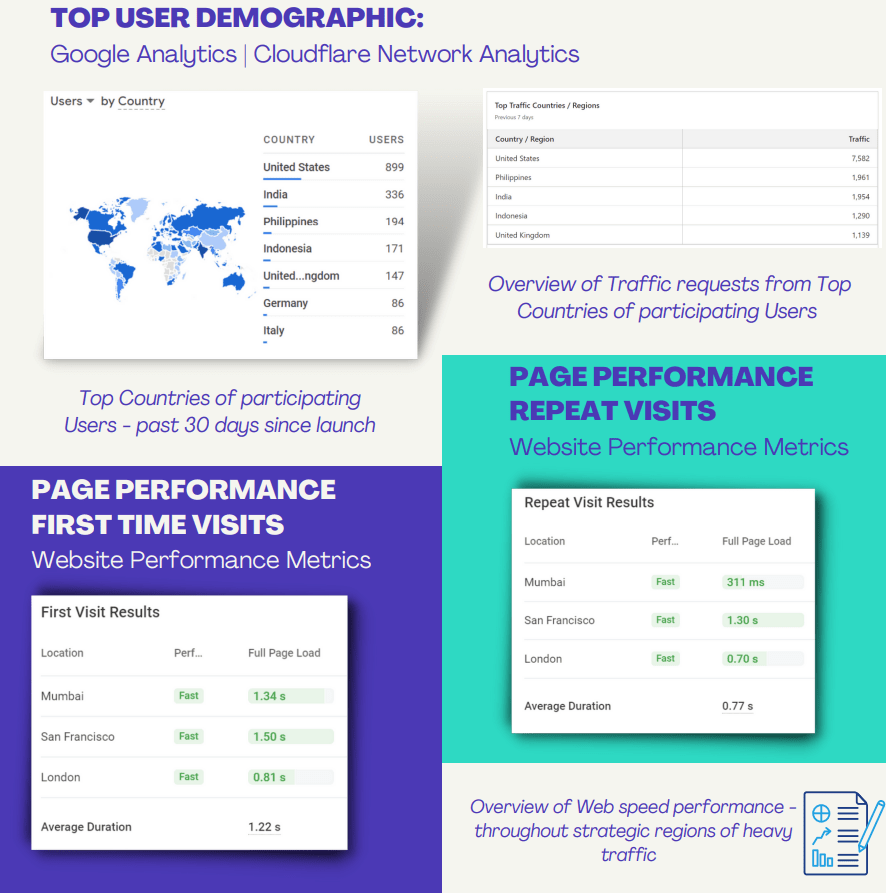 TOP USER DEMOGRAPHIC:
Google Analytics | Cloudflare Network Analytics
Users by Country
COUNTRY USERS
United States 899
India 336
Philippines 194
Indonesia 171
United...ngdom 147
Germany 86
Italy 86
Top Countries of participating
Users - past 30 days since launch
Top Traffic Countries / Regions
Previous 7 days
Country / Region Traffic
United States 7,582
Philippines 1,961
India 1,954
Indonesia 1,290
United Kingdom 1,139
Overview of Traffic requests from Top
Countries of participating Users
PAGE PERFORMANCE
FIRST TIME VISITS
Website Performance Metrics
First Visit Results
Location Perf... Full Page Load
Mumbai Fast 1.34 s
San Francisco Fast 1.50 s
London Fast 0.81 s
Average Duration 1.22 s
PAGE PERFORMANCE
REPEAT VISITS
Website Performance Metrics
Repeat Visit Results
Location Perf... Full Page Load
Mumbai Fast 311 ms
San Francisco Fast 1.30 s
London Fast 0.70 s
Average Duration 0.77 s
Overview of Web speed performance -
throughout strategic regions of heavy
traffic